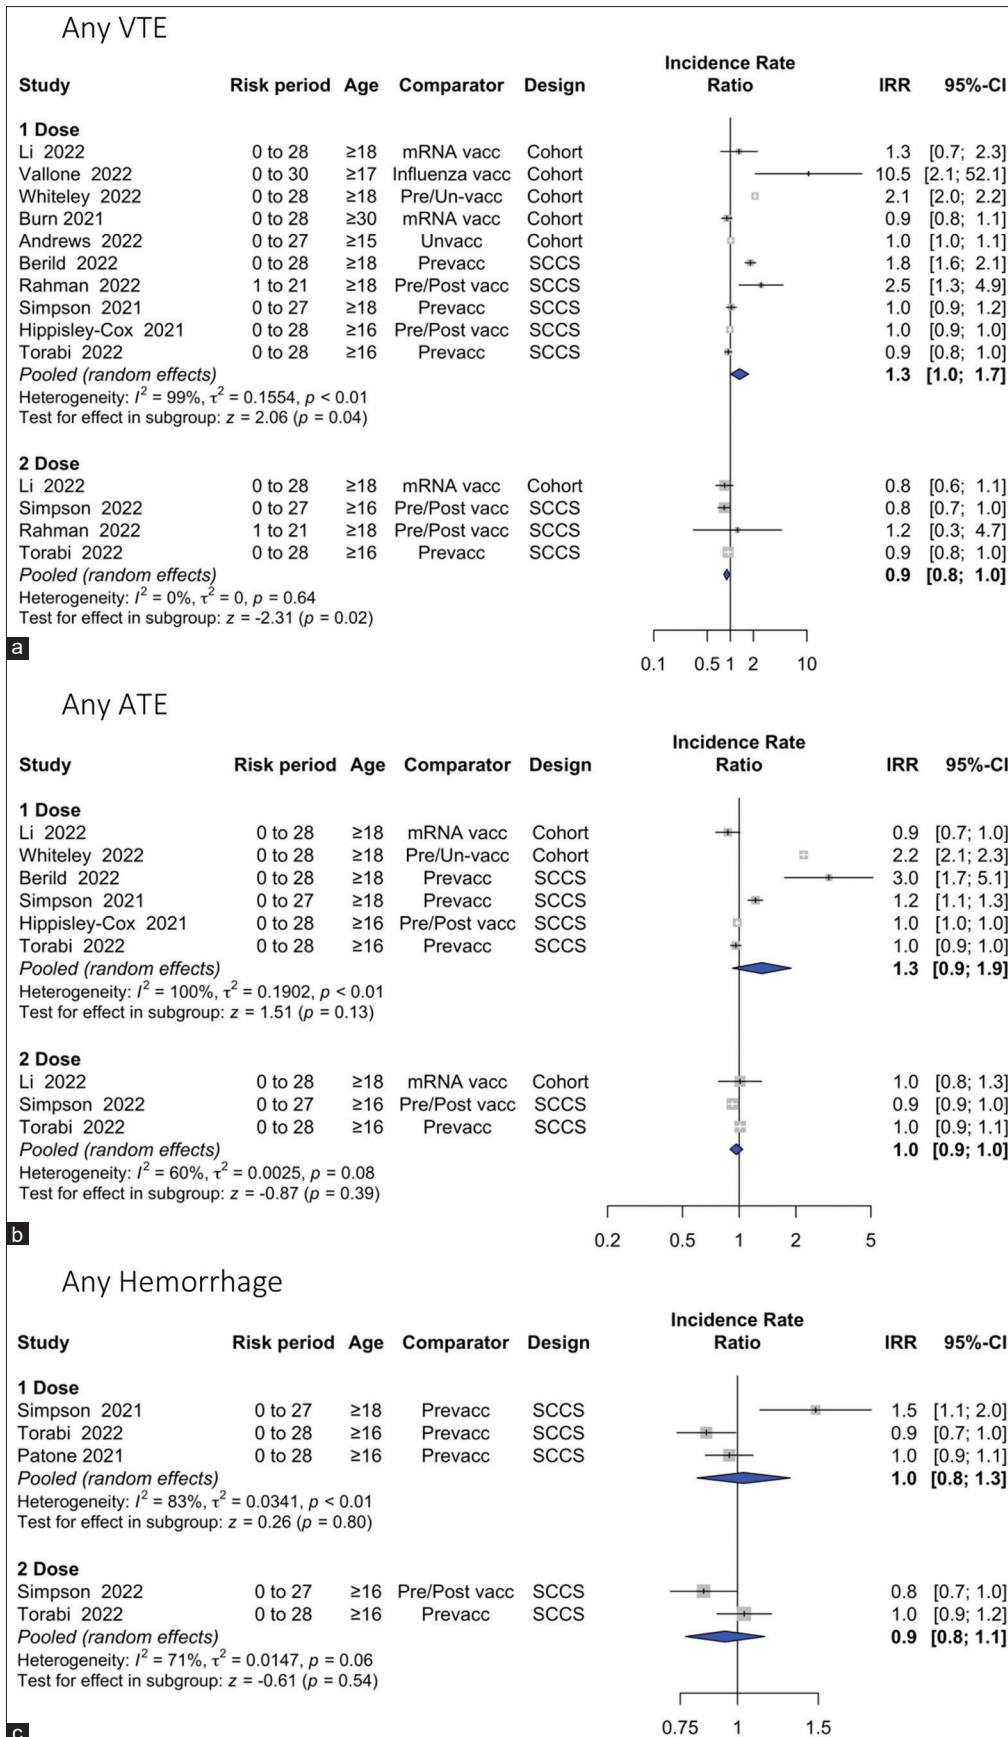 Any VTE
Incidence Rate
Study Risk period Age Comparator Design Ratio IRR 95%-CI
1 Dose
Li 2022 0 to 28 ≥18 mRNA vacc Cohort 1.3 [0.7; 2.3]
Vallone 2022 0 to 30 ≥17 Influenza vacc Cohort 10.5 [2.1; 52.1]
Whiteley 2022 0 to 28 ≥18 Pre/Un-vacc Cohort 2.1 [2.0; 2.2]
Burn 2021 0 to 28 ≥30 mRNA vacc Cohort 0.9 [0.8; 1.1]
Andrews 2022 0 to 27 ≥15 Unvacc Cohort 1.0 [1.0; 1.1]
Berild 2022 0 to 28 ≥18 Prevacc SCCS 1.8 [1.6; 2.1]
Rahman 2022 1 to 21 ≥18 Pre/Post vacc SCCS 2.5 [1.3; 4.9]
Simpson 2021 0 to 27 ≥18 Prevacc SCCS 1.0 [0.9; 1.2]
Hippisley-Cox 2021 0 to 28 ≥16 Pre/Post vacc SCCS 1.0 [0.9; 1.0]
Torabi 2022 0 to 28 ≥16 Prevacc SCCS 0.9 [0.8; 1.0]
Pooled (random effects) 1.3 [1.0; 1.7]
Heterogeneity: I² = 99%, τ² = 0.1554, p < 0.01
Test for effect in subgroup: z = 2.06 (p = 0.04)
2 Dose
Li 2022 0 to 28 ≥18 mRNA vacc Cohort 0.8 [0.6; 1.1]
Simpson 2022 0 to 27 ≥16 Pre/Post vacc SCCS 0.8 [0.7; 1.0]
Rahman 2022 1 to 21 ≥18 Pre/Post vacc SCCS 1.2 [0.3; 4.7]
Torabi 2022 0 to 28 ≥16 Prevacc SCCS 0.9 [0.8; 1.0]
Pooled (random effects) 0.9 [0.8; 1.0]
Heterogeneity: I² = 0%, τ² = 0, p = 0.64
Test for effect in subgroup: z = -2.31 (p = 0.02)
a
0.1 0.5 1 2 10
Any ATE
Incidence Rate
Study Risk period Age Comparator Design Ratio IRR 95%-CI
1 Dose
Li 2022 0 to 28 ≥18 mRNA vacc Cohort 0.9 [0.7; 1.0]
Whiteley 2022 0 to 28 ≥18 Pre/Un-vacc Cohort 2.2 [2.1; 2.3]
Berild 2022 0 to 28 ≥18 Prevacc SCCS 3.0 [1.7; 5.1]
Simpson 2021 0 to 27 ≥18 Prevacc SCCS 1.2 [1.1; 1.3]
Hippisley-Cox 2021 0 to 28 ≥16 Pre/Post vacc SCCS 1.0 [1.0; 1.0]
Torabi 2022 0 to 28 ≥16 Prevacc SCCS 1.0 [0.9; 1.0]
Pooled (random effects) 1.3 [0.9; 1.9]
Heterogeneity: I² = 100%, τ² = 0.1902, p < 0.01
Test for effect in subgroup: z = 1.51 (p = 0.13)
2 Dose
Li 2022 0 to 28 ≥18 mRNA vacc Cohort 1.0 [0.8; 1.3]
Simpson 2022 0 to 27 ≥16 Pre/Post vacc SCCS 0.9 [0.9; 1.0]
Torabi 2022 0 to 28 ≥16 Prevacc SCCS 1.0 [0.9; 1.1]
Pooled (random effects) 1.0 [0.9; 1.0]
Heterogeneity: I² = 60%, τ² = 0.0025, p = 0.08
Test for effect in subgroup: z = -0.87 (p = 0.39)
b
0.2 0.5 1 2 5
Any Hemorrhage
Incidence Rate
Study Risk period Age Comparator Design Ratio IRR 95%-CI
1 Dose
Simpson 2021 0 to 27 ≥18 Prevacc SCCS 1.5 [1.1; 2.0]
Torabi 2022 0 to 28 ≥16 Prevacc SCCS 0.9 [0.7; 1.0]
Patone 2021 0 to 28 ≥16 Prevacc SCCS 1.0 [0.9; 1.1]
Pooled (random effects) 1.0 [0.8; 1.3]
Heterogeneity: I² = 83%, τ² = 0.0341, p < 0.01
Test for effect in subgroup: z = 0.26 (p = 0.80)
2 Dose
Simpson 2022 0 to 27 ≥16 Pre/Post vacc SCCS 0.8 [0.7; 1.0]
Torabi 2022 0 to 28 ≥16 Prevacc SCCS 1.0 [0.9; 1.2]
Pooled (random effects) 0.9 [0.8; 1.1]
Heterogeneity: I² = 71%, τ² = 0.0147, p = 0.06
Test for effect in subgroup: z = -0.61 (p = 0.54)
c
0.75 1 1.5